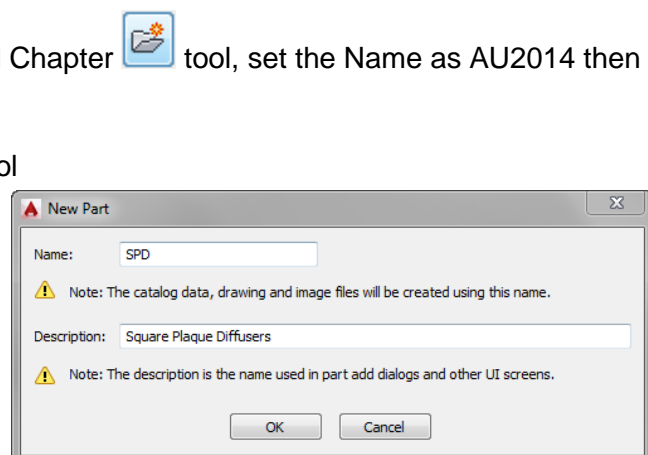 Chapter tool, set the Name as AU2014 then
ol
New Part
Name: SPD
Note: The catalog data, drawing and image files will be created using this name.
Description: Square Plaque Diffusers
Note: The description is the name used in part add dialogs and other UI screens.
OK Cancel